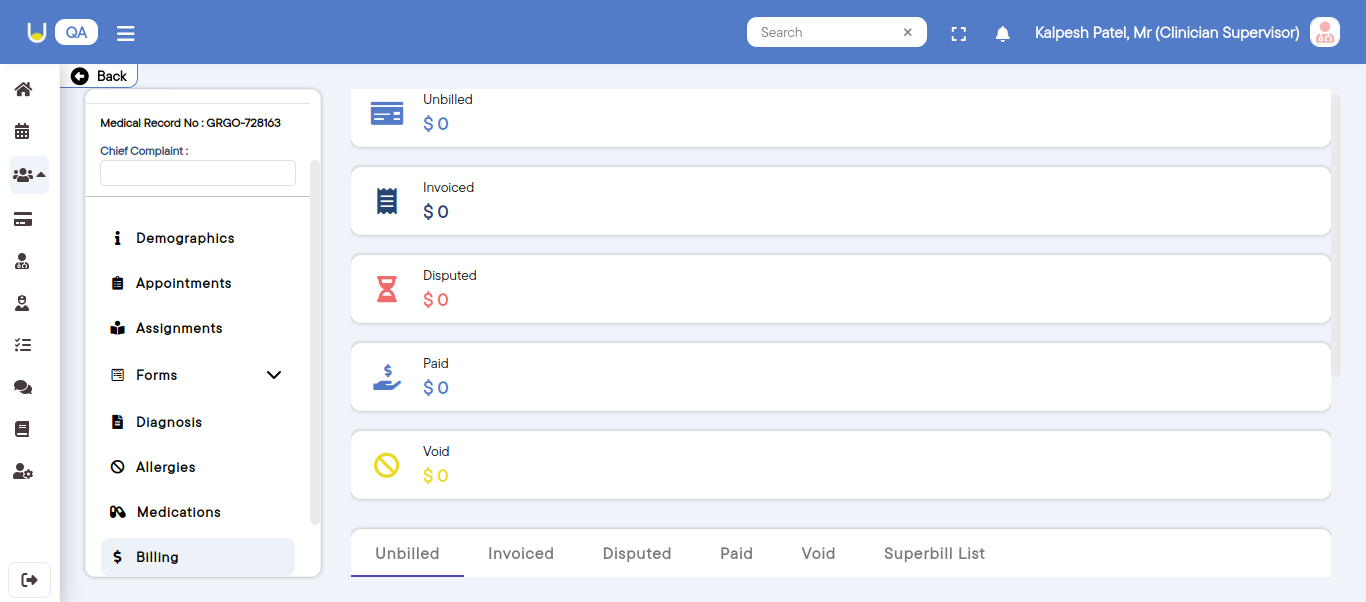 QA
Search
Kalpesh Patel, Mr (Clinician Supervisor)
Back
Medical Record No : GRGO-728163
Chief Complaint :
Demographics
Appointments
Assignments
Forms
Diagnosis
Allergies
Medications
Billing
Unbilled
$ 0
Invoiced
$ 0
Disputed
$ 0
Paid
$ 0
Void
$ 0
Unbilled Invoiced Disputed Paid Void Superbill List